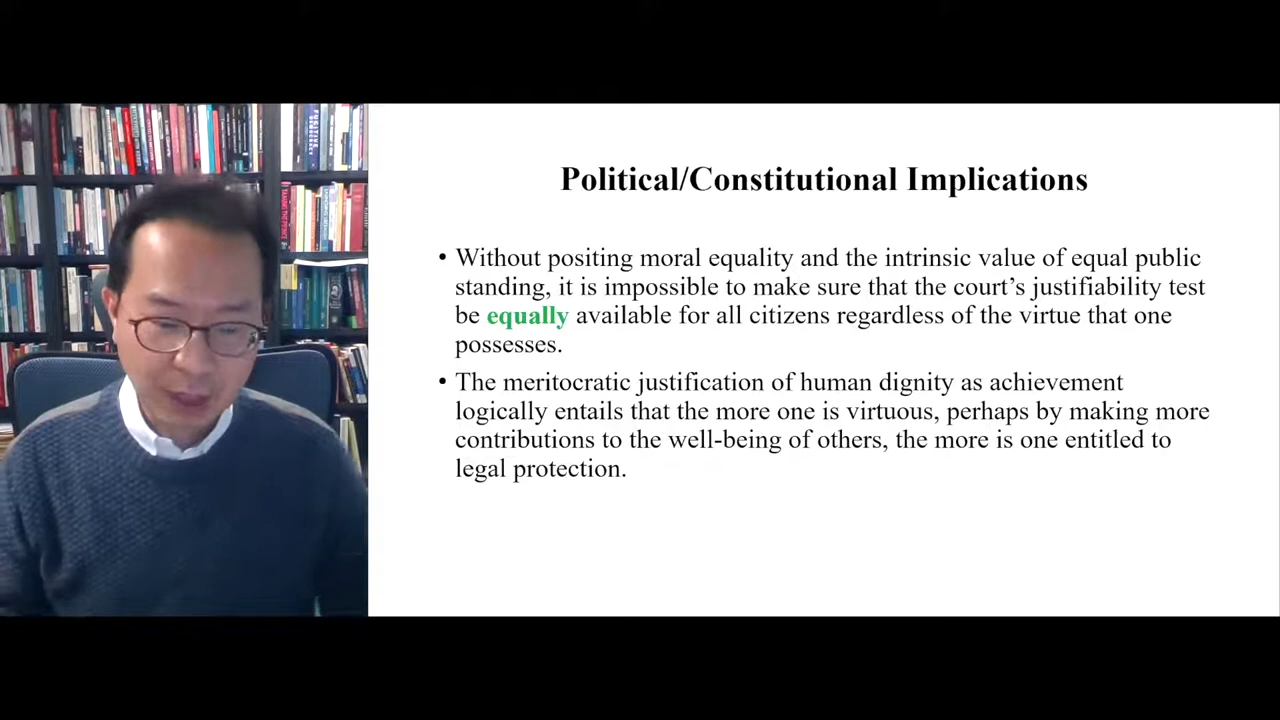 Political/Constitutional Implications
• Without positing moral equality and the intrinsic value of equal public
standing, it is impossible to make sure that the court’s justifiability test
be equally available for all citizens regardless of the virtue that one
possesses.
• The meritocratic justification of human dignity as achievement
logically entails that the more one is virtuous, perhaps by making more
contributions to the well-being of others, the more is one entitled to
legal protection.